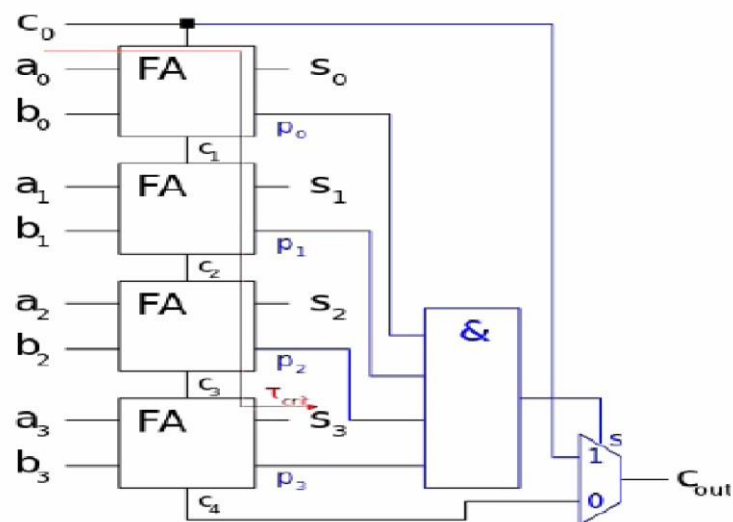 c₀
a₀ FA s₀
b₀ p₀
c₁
a₁ FA s₁
b₁ p₁
c₂
a₂ FA s₂
b₂ p₂
&
c₃ τcrit
a₃ FA s₃
b₃ p₃
s
1
0
c₄
cout